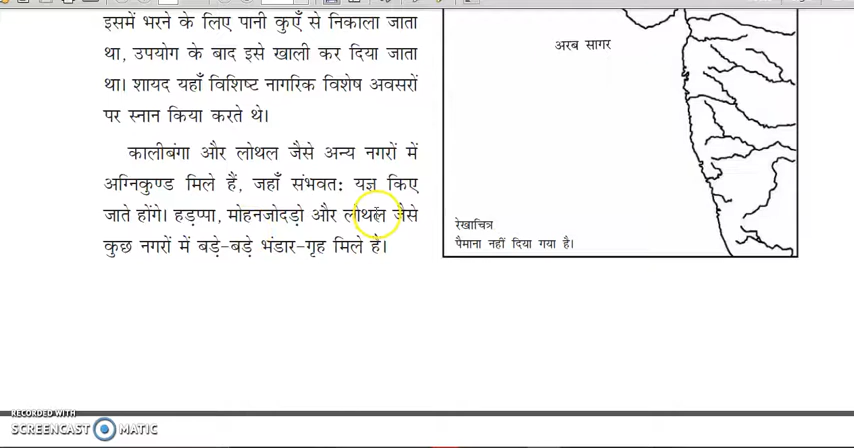 इसमें भरने के लिए पानी कुएँ से निकाला जाता
था, उपयोग के बाद इसे खाली कर दिया जाता
था। शायद यहाँ विशिष्ट नागरिक विशेष अवसरों
पर स्नान किया करते थे।
कालीबंगा और लोथल जैसे अन्य नगरों में
अग्निकुण्ड मिले हैं, जहाँ संभवत: यज्ञ किए
जाते होंगे। हड़प्पा, मोहनजोदड़ो और लोथल जैसे
कुछ नगरों में बड़े-बड़े भंडार-गृह मिले हैं।
अरब सागर
रेखाचित्र
पैमाना नहीं दिया गया है।
RECORDED WITH
SCREENCAST MATIC